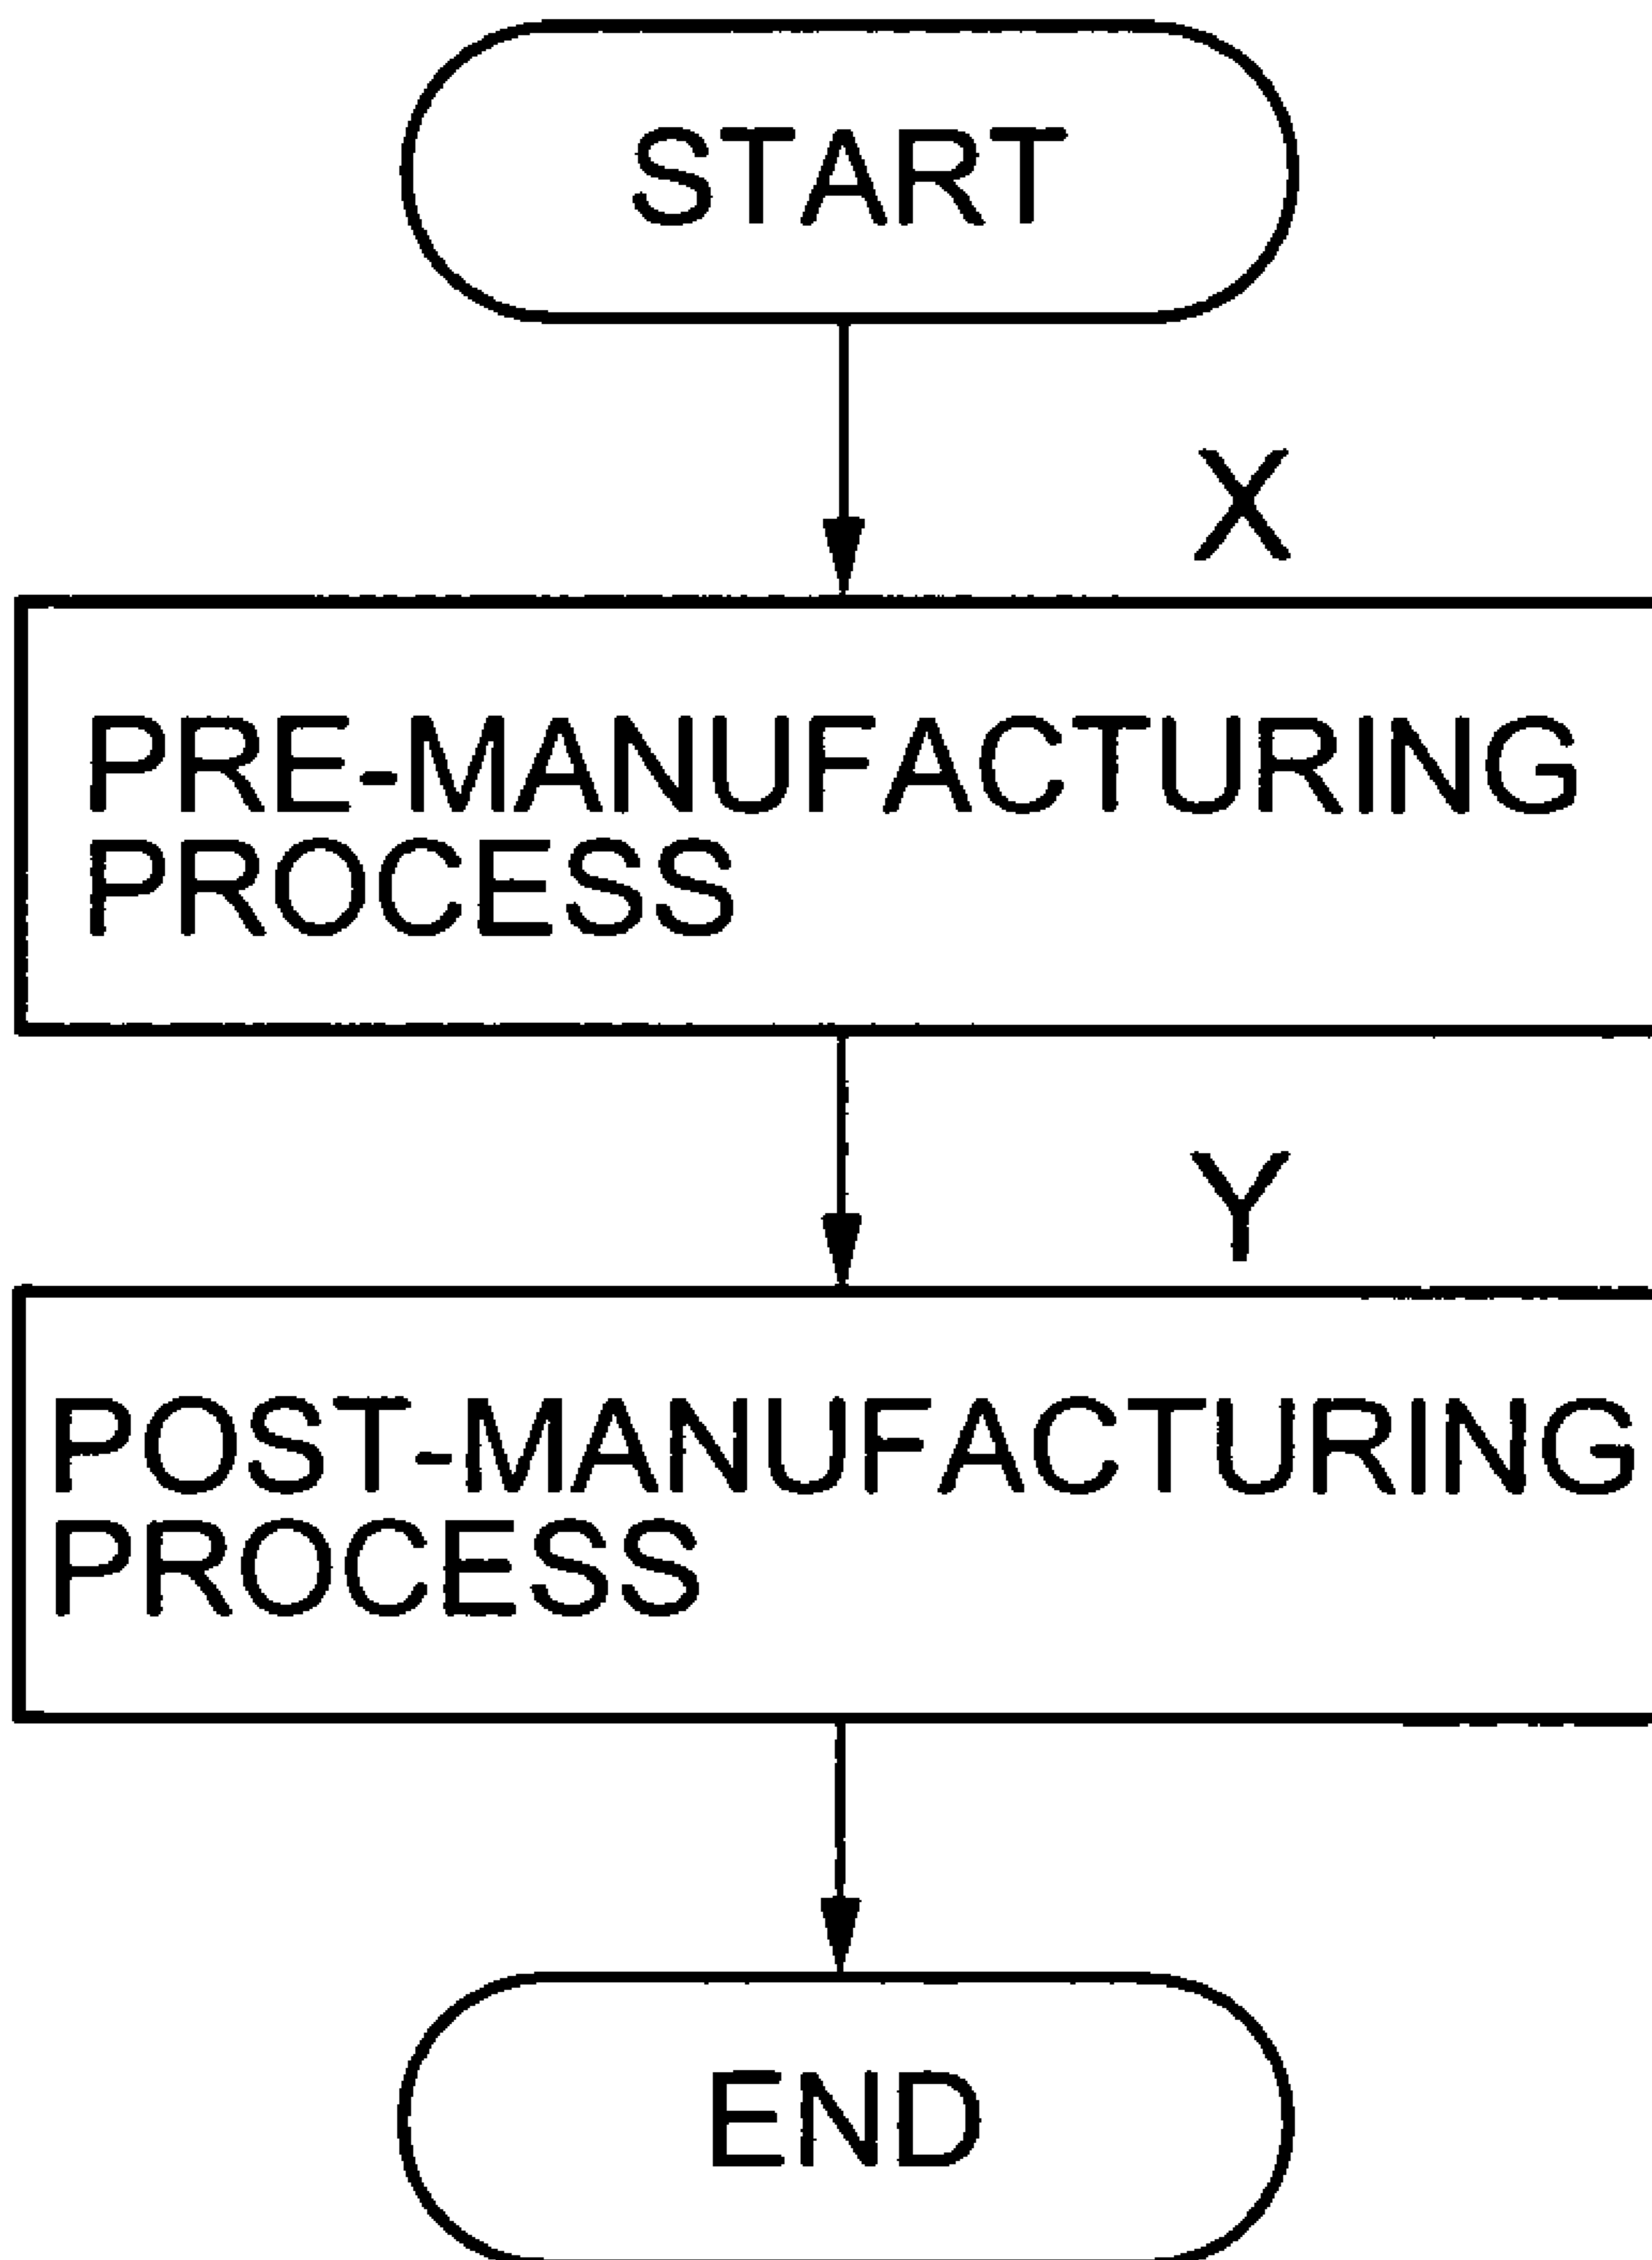 START
X
PRE-MANUFACTURING
PROCESS
Y
POST-MANUFACTURING
PROCESS
END